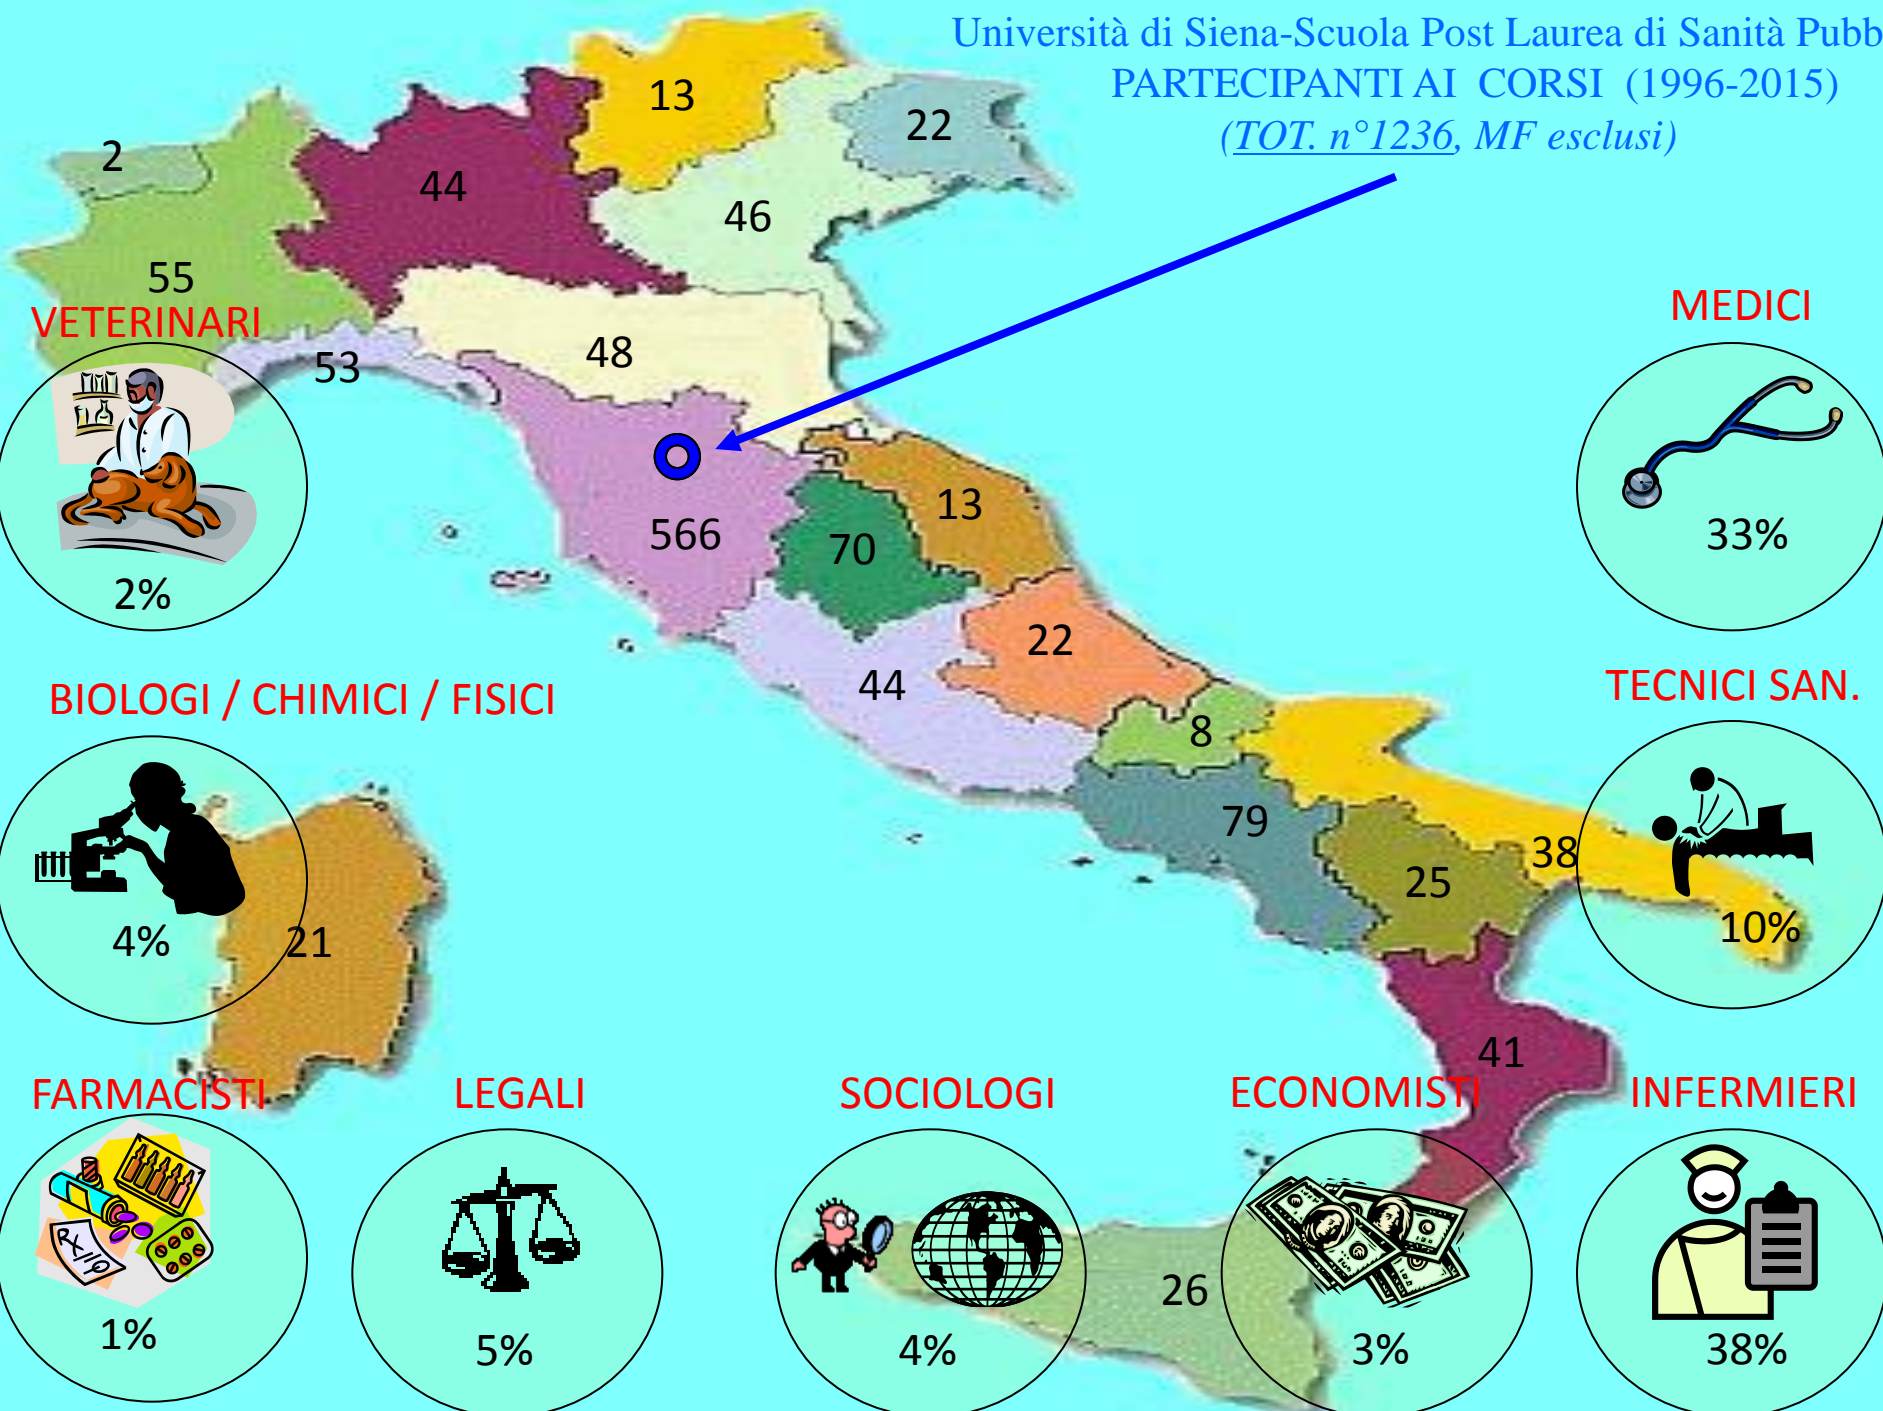 Università di Siena-Scuola Post Laurea di Sanità Pubb
PARTECIPANTI AI CORSI (1996-2015)
(TOT. n°1236, MF esclusi)
13
22
2
44
46
55
VETERINARI
53
48
MEDICI
566
70
13
33%
2%
22
44
BIOLOGI / CHIMICI / FISICI
TECNICI SAN.
8
79
38
25
4%
21
10%
41
FARMACISTI
LEGALI
SOCIOLOGI
ECONOMISTI
INFERMIERI
26
1%
5%
4%
3%
38%